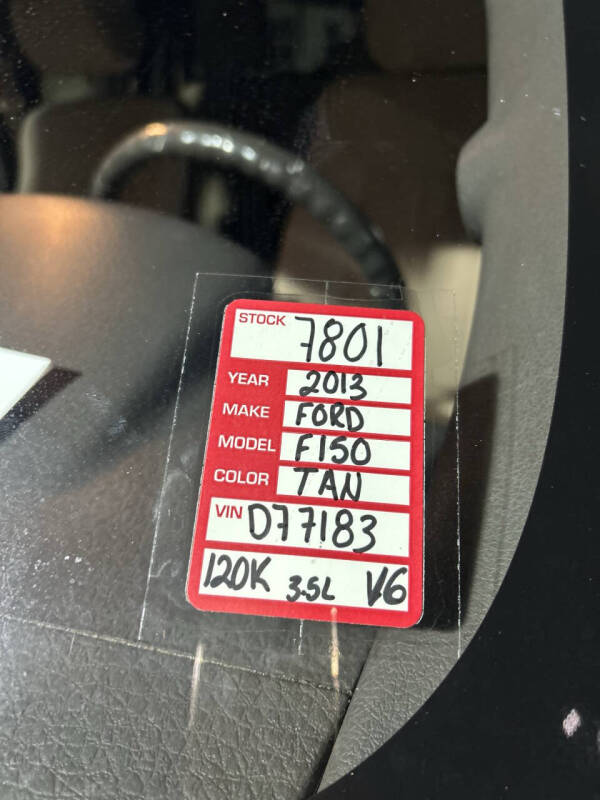 STOCK 7801
YEAR 2013
MAKE FORD
MODEL F150
COLOR TAN
VIN D77183
120K 3.5L V6